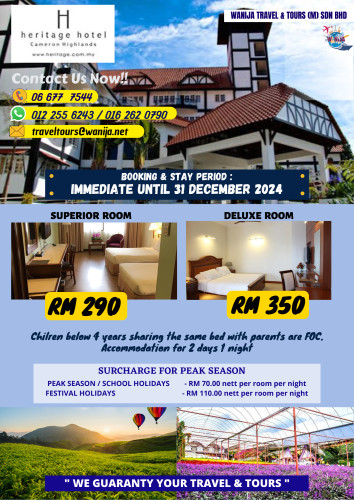 H
heritage hotel
Cameron Highlands
www.heritage.com.my
WANIJA TRAVEL & TOURS (M) SDN BHD
Contact Us Now!!
06 677 7544
012 255 6243 / 016 262 0790
traveltours@wanija.net
BOOKING & STAY PERIOD :
IMMEDIATE UNTIL 31 DECEMBER 2024
SUPERIOR ROOM
DELUXE ROOM
RM 290
RM 350
Chilren below 4 years sharing the same bed with parents are FOC.
Accommodation for 2 days 1 night
SURCHARGE FOR PEAK SEASON
PEAK SEASON / SCHOOL HOLIDAYS - RM 70.00 nett per room per night
FESTIVAL HOLIDAYS - RM 110.00 nett per room per night
" WE GUARANTY YOUR TRAVEL & TOURS "